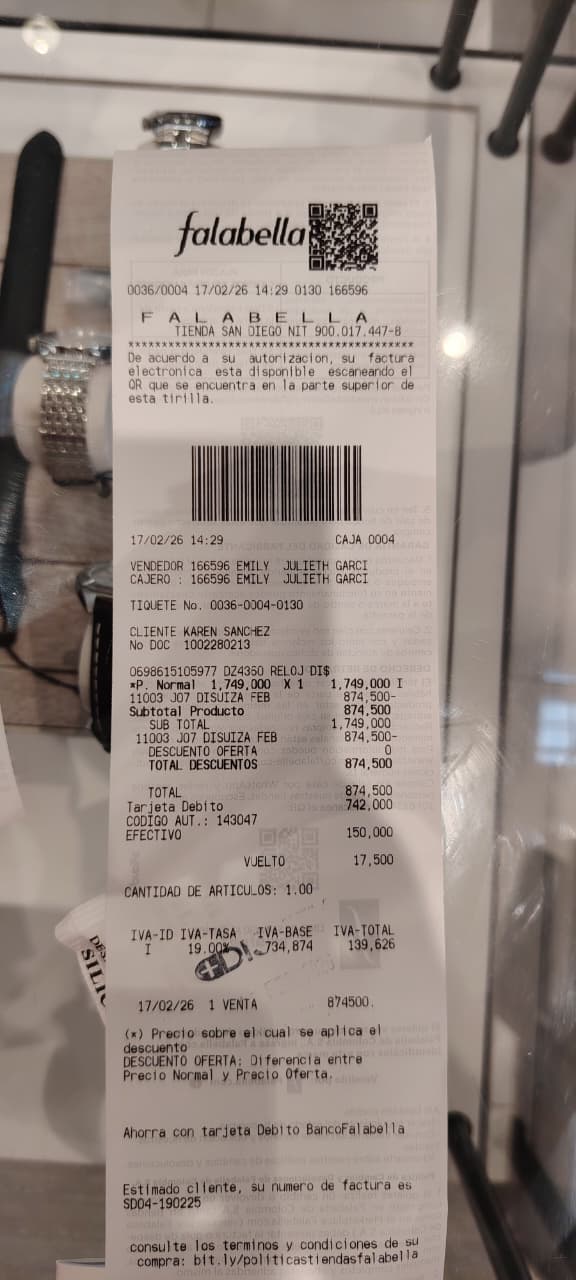 falabella
0036/0004 17/02/26 14:29 0130 166596
F A L A B E L L A
TIENDA SAN DIEGO NIT 900.017.447-8
****************************************
De acuerdo a su autorizacion, su factura
electronica esta disponible escaneando el
QR que se encuentra en la parte superior de
esta tirilla.
17/02/26 14:29 CAJA 0004
VENDEDOR 166596 EMILY JULIETH GARCI
CAJERO : 166596 EMILY JULIETH GARCI
TIQUETE No. 0036-0004-0130
CLIENTE KAREN SANCHEZ
No DOC 1002280213
0698615105977 DZ4360 RELOJ DI$
*P. Normal 1,749,000 X 1 1,749,000 I
11003 J07 DISUIZA FEB 874,500-
Subtotal Producto 874,500
SUB TOTAL 1,749,000
11003 J07 DISUIZA FEB 874,500-
DESCUENTO OFERTA 0
TOTAL DESCUENTOS 874,500
TOTAL 874,500
Tarjeta Debito 742,000
CODIGO AUT.: 143047
EFECTIVO 150,000
VUELTO 17,500
CANTIDAD DE ARTICULOS: 1.00
IVA-ID IVA-TASA IVA-BASE IVA-TOTAL
I 19.00% 734,874 139,626
17/02/26 1 VENTA 874500.
(*) Precio sobre el cual se aplica el
descuento
DESCUENTO OFERTA: Diferencia entre
Precio Normal y Precio Oferta.
Ahorra con tarjeta Debito BancoFalabella
Estimado cliente, su numero de factura es
SD04-190225
consulte los terminos y condiciones de su
compra: bit.ly/politicastiendasfalabella